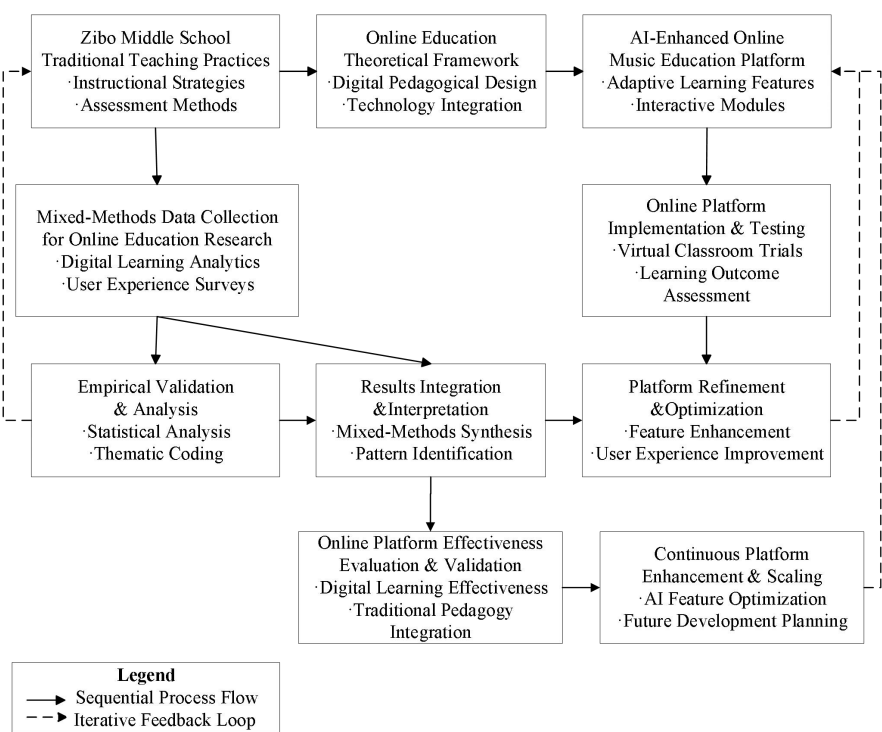 Zibo Middle School
Traditional Teaching Practices
·Instructional Strategies
·Assessment Methods
Online Education
Theoretical Framework
·Digital Pedagogical Design
·Technology Integration
AI-Enhanced Online
Music Education Platform
·Adaptive Learning Features
·Interactive Modules
Mixed-Methods Data Collection
for Online Education Research
·Digital Learning Analytics
·User Experience Surveys
Online Platform
Implementation & Testing
·Virtual Classroom Trials
·Learning Outcome
Assessment
Empirical Validation
& Analysis
·Statistical Analysis
·Thematic Coding
Results Integration
&Interpretation
·Mixed-Methods Synthesis
·Pattern Identification
Platform Refinement
&Optimization
·Feature Enhancement
·User Experience Improvement
Online Platform Effectiveness
Evaluation & Validation
·Digital Learning Effectiveness
·Traditional Pedagogy
Integration
Continuous Platform
Enhancement & Scaling
·AI Feature Optimization
·Future Development Planning
Legend
Sequential Process Flow
Iterative Feedback Loop